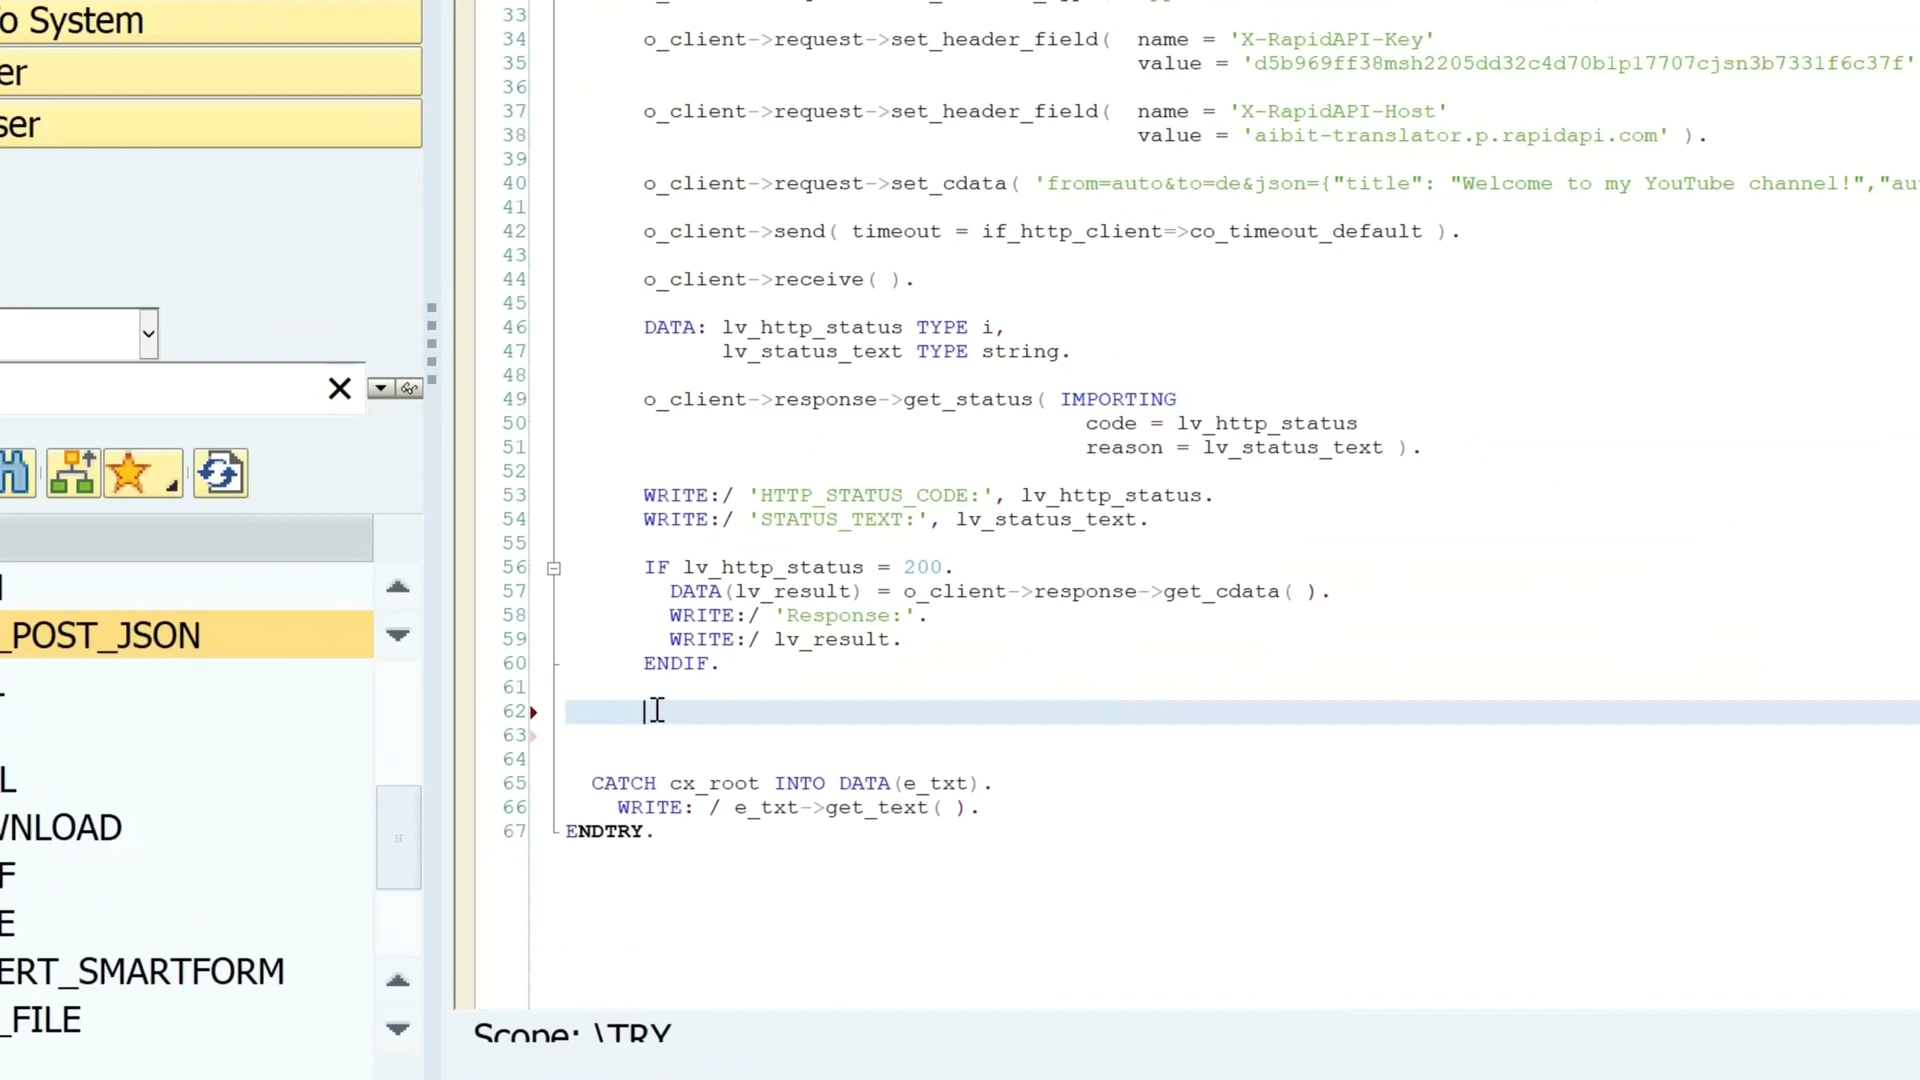 o System
er
ser
_POST_JSON
L
WNLOAD
F
E
ERT_SMARTFORM
_FILE
33
34 o_client->request->set_header_field( name = 'X-RapidAPI-Key'
35 value = 'd5b969ff38msh2205dd32c4d70b1p17707cjsn3b7331f6c37f'
36
37 o_client->request->set_header_field( name = 'X-RapidAPI-Host'
38 value = 'aibit-translator.p.rapidapi.com' ).
39
40 o_client->request->set_cdata( 'from=auto&to=de&json={"title": "Welcome to my YouTube channel!","au
41
42 o_client->send( timeout = if_http_client=>co_timeout_default ).
43
44 o_client->receive( ).
45
46 DATA: lv_http_status TYPE i,
47 lv_status_text TYPE string.
48
49 o_client->response->get_status( IMPORTING
50 code = lv_http_status
51 reason = lv_status_text ).
52
53 WRITE:/ 'HTTP_STATUS_CODE:', lv_http_status.
54 WRITE:/ 'STATUS_TEXT:', lv_status_text.
55
56 IF lv_http_status = 200.
57 DATA(lv_result) = o_client->response->get_cdata( ).
58 WRITE:/ 'Response:'.
59 WRITE:/ lv_result.
60 ENDIF.
61
62
63
64
65 CATCH cx_root INTO DATA(e_txt).
66 WRITE: / e_txt->get_text( ).
67 ENDTRY.
Scope: \TRY